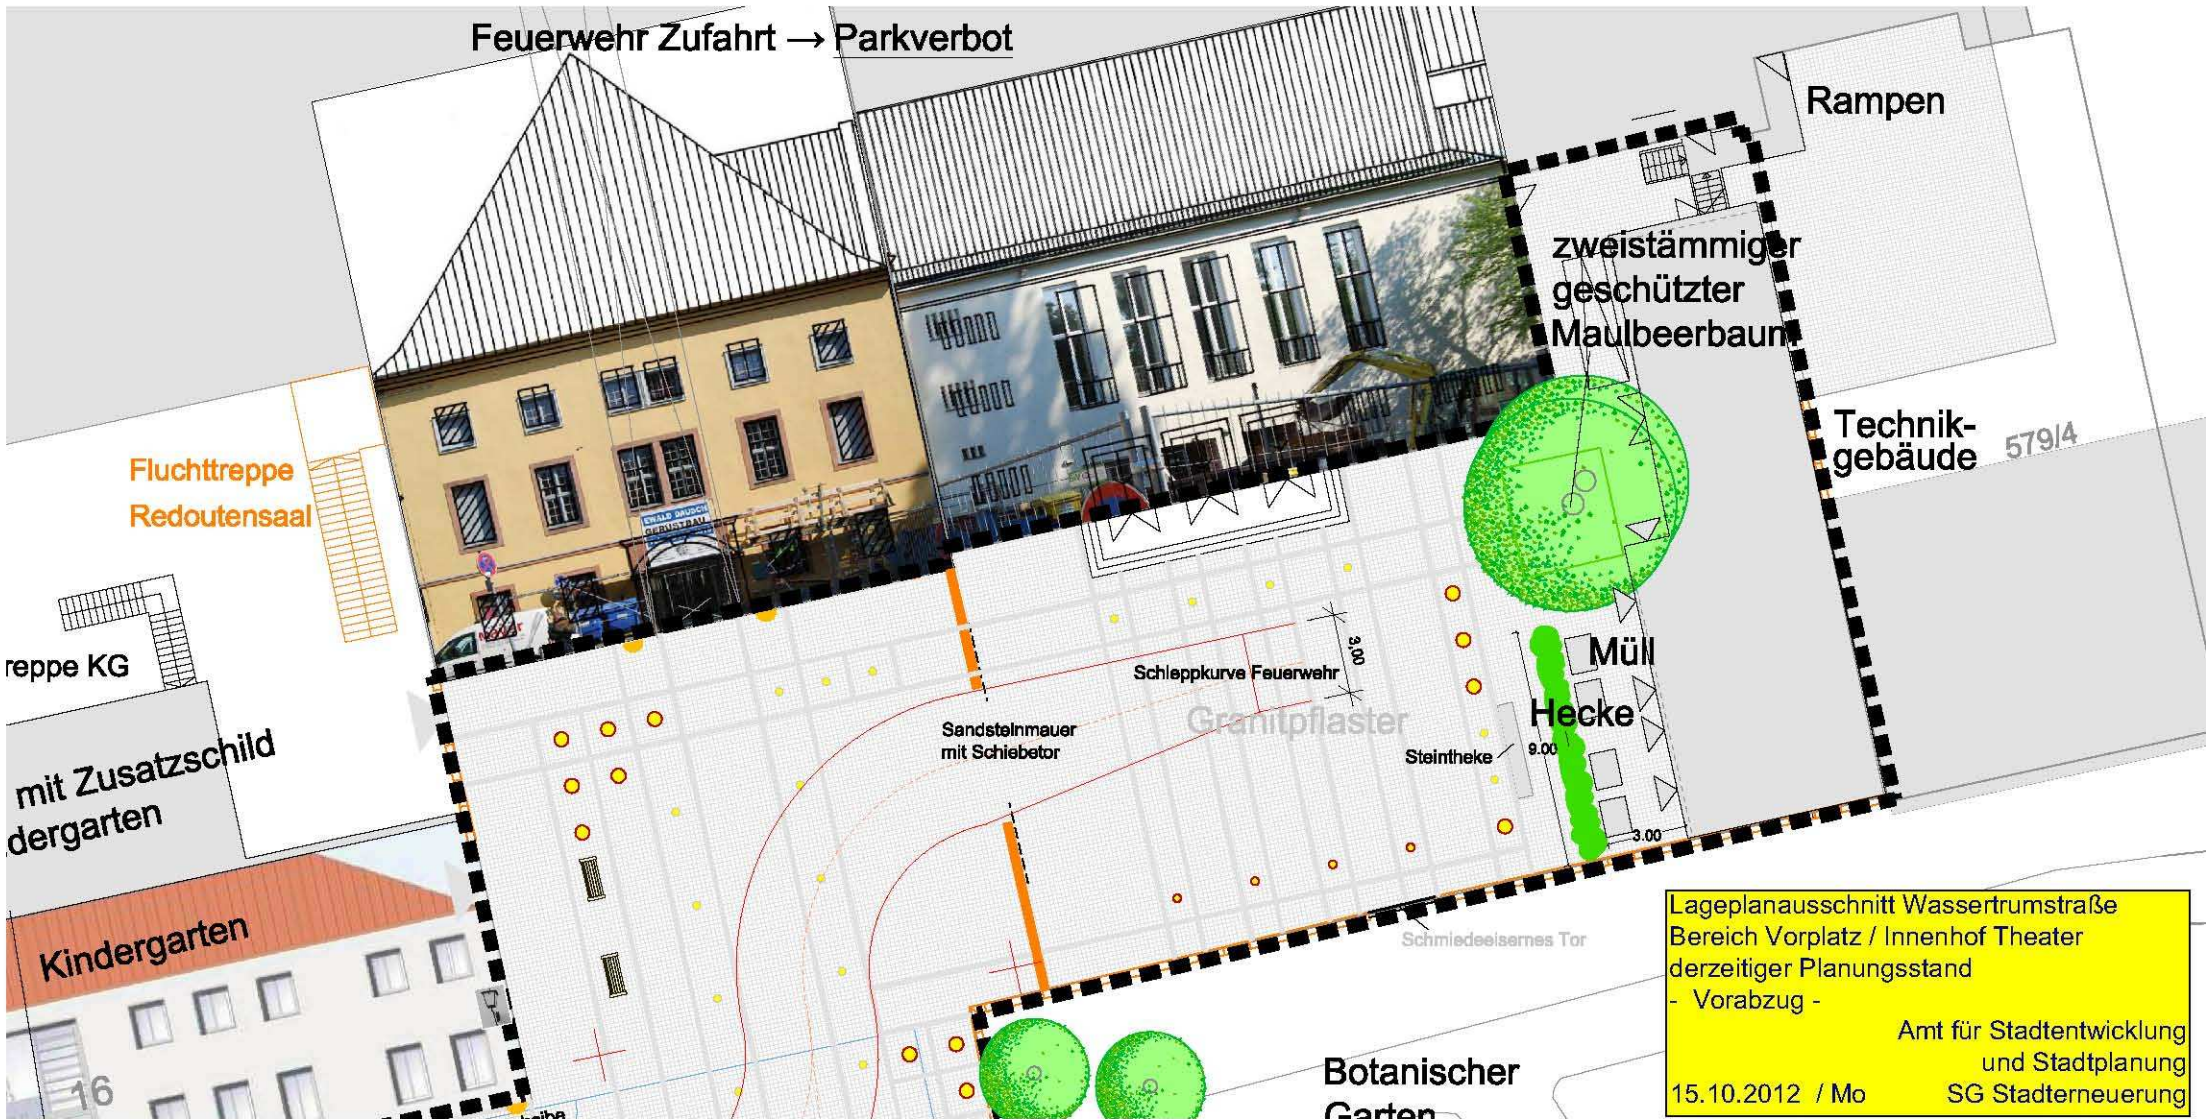 Feuerwehr Zufahrt → Parkverbot
Rampen
zweistämmiger
geschützter
Maulbeerbaum
Technik-
gebäude
579/4
Fluchttreppe
Redoutensaal
EWALD BAUSCH
GERÜSTBAU
reppe KG
mit Zusatzschild
dergarten
Kindergarten
16
Schleppkurve Feuerwehr
3,00
Granitpflaster
Sandsteinmauer
mit Schiebetor
Steintheke
Müll
Hecke
9.00
3.00
Schmiedeeisernes Tor
Botanischer
Garten
Lageplanausschnitt Wassertrumstraße
Bereich Vorplatz / Innenhof Theater
derzeitiger Planungsstand
- Vorabzug -
Amt für Stadtentwicklung
und Stadtplanung
15.10.2012 / Mo SG Stadterneuerung